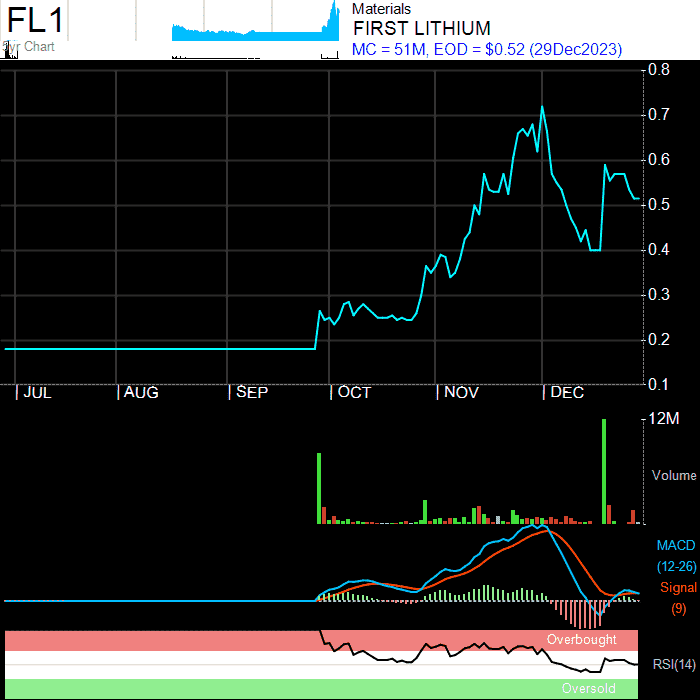 FL1
5yr Chart
Materials
FIRST LITHIUM
MC = 51M, EOD = $0.52 (29Dec2023)
0.8
0.7
0.6
0.5
0.4
0.3
0.2
0.1
JUL AUG SEP OCT NOV DEC
12M
Volume
MACD
(12-26)
Signal
(9)
Overbought
RSI(14)
Oversold